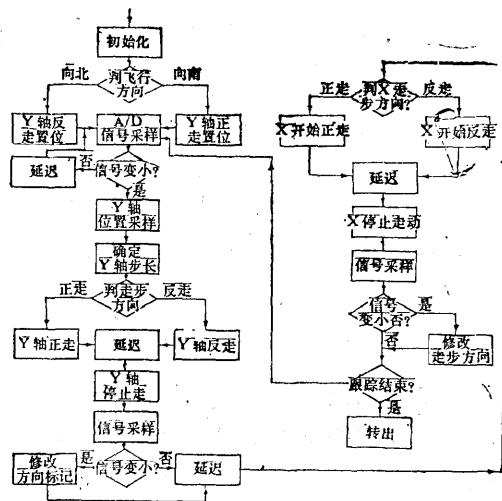 初始化
向北
判飞行
方向
向南
Y轴反
走置位
A/D
信号采样
Y轴正
走置位
否
延迟
信号变小?
是
Y轴
位置采样
确定
Y轴步长
正走
判走步
方向
反走
Y轴正走
延迟
Y轴反走
Y轴
停止走
信号采样
修改
方向标记
是
信号变小?
否
延迟
正走
判X走
步方向?
反走
X开始正走
X开始反走
延迟
X停止走动
信号采样
信号
变小否?
是
否
修改
走步方向
跟踪结束?
是
转出